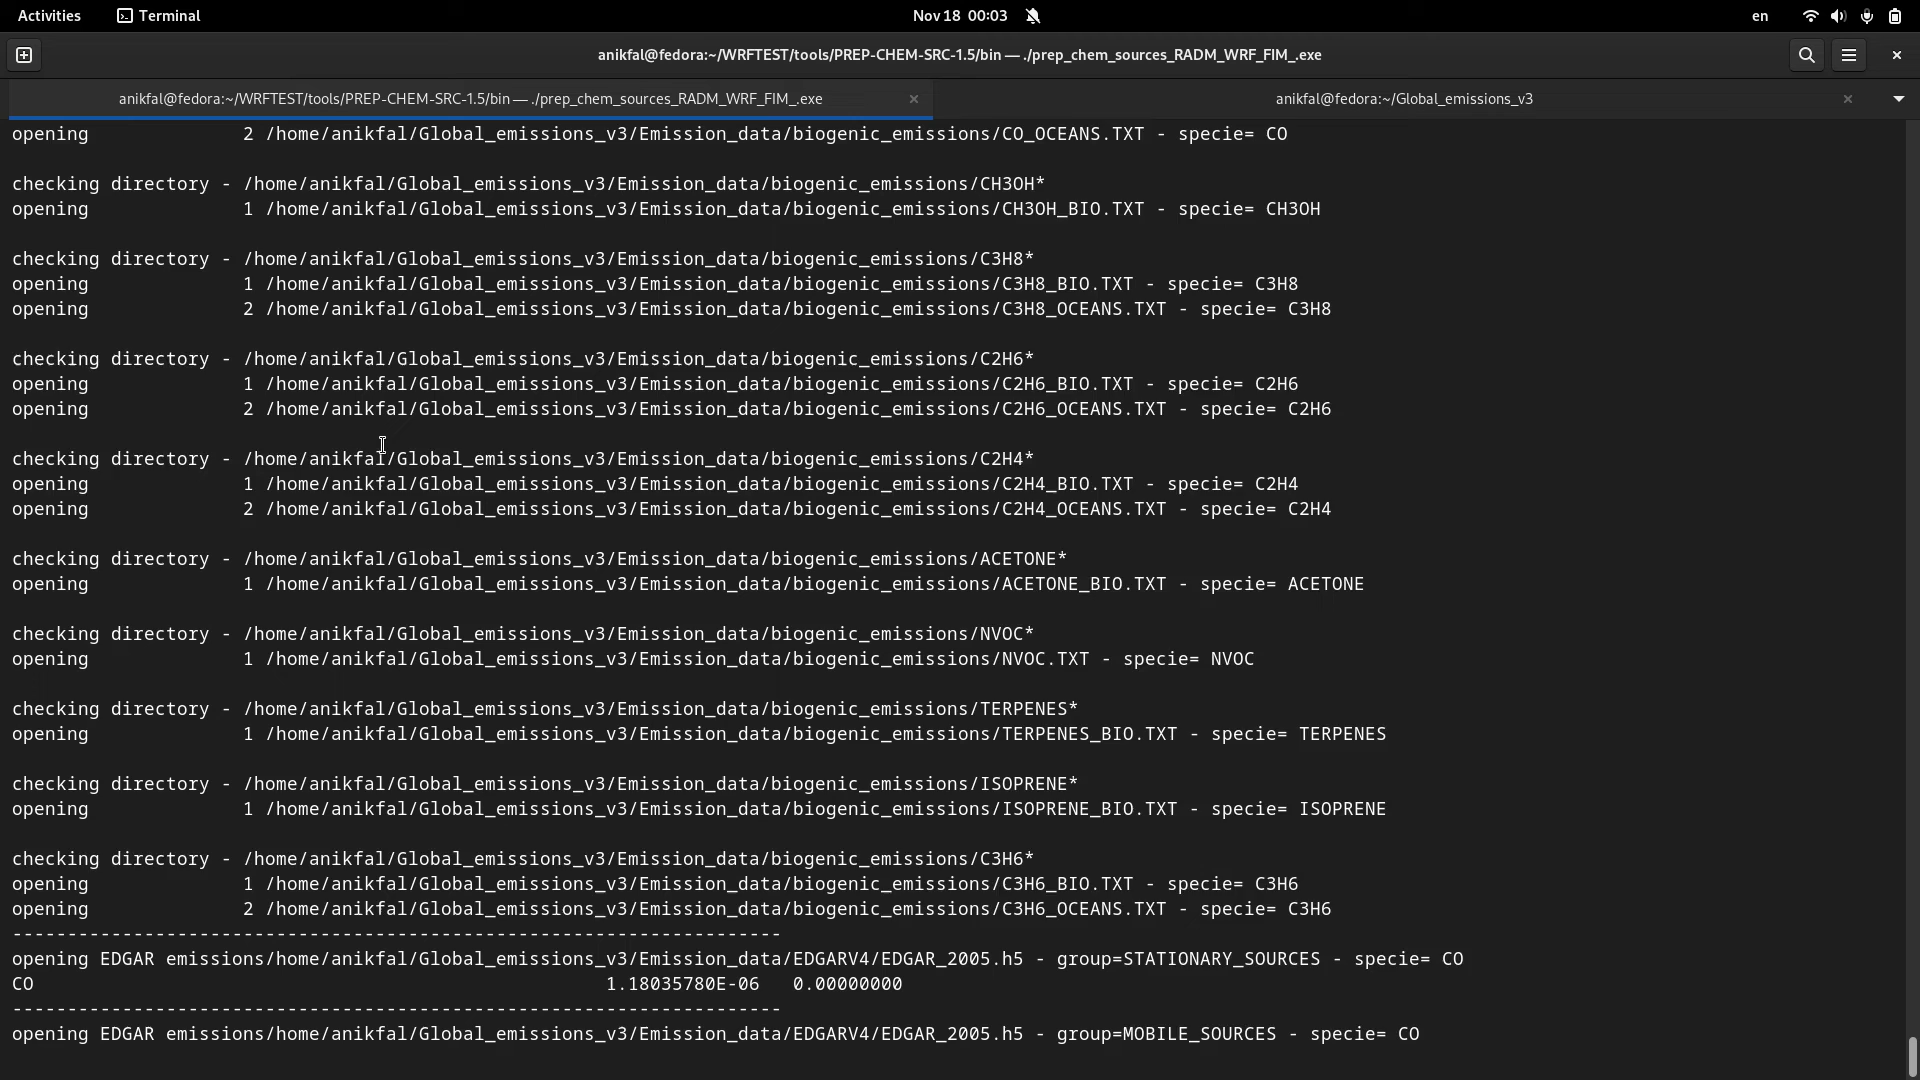 Activities Terminal Nov 18 00:03 en
anikfal@fedora:~/WRFTEST/tools/PREP-CHEM-SRC-1.5/bin — ./prep_chem_sources_RADM_WRF_FIM_.exe
anikfal@fedora:~/WRFTEST/tools/PREP-CHEM-SRC-1.5/bin — ./prep_chem_sources_RADM_WRF_FIM_.exe × anikfal@fedora:~/Global_emissions_v3 ×
opening 2 /home/anikfal/Global_emissions_v3/Emission_data/biogenic_emissions/CO_OCEANS.TXT - specie= CO
checking directory - /home/anikfal/Global_emissions_v3/Emission_data/biogenic_emissions/CH3OH*
opening 1 /home/anikfal/Global_emissions_v3/Emission_data/biogenic_emissions/CH3OH_BIO.TXT - specie= CH3OH
checking directory - /home/anikfal/Global_emissions_v3/Emission_data/biogenic_emissions/C3H8*
opening 1 /home/anikfal/Global_emissions_v3/Emission_data/biogenic_emissions/C3H8_BIO.TXT - specie= C3H8
opening 2 /home/anikfal/Global_emissions_v3/Emission_data/biogenic_emissions/C3H8_OCEANS.TXT - specie= C3H8
checking directory - /home/anikfal/Global_emissions_v3/Emission_data/biogenic_emissions/C2H6*
opening 1 /home/anikfal/Global_emissions_v3/Emission_data/biogenic_emissions/C2H6_BIO.TXT - specie= C2H6
opening 2 /home/anikfal/Global_emissions_v3/Emission_data/biogenic_emissions/C2H6_OCEANS.TXT - specie= C2H6
checking directory - /home/anikfal/Global_emissions_v3/Emission_data/biogenic_emissions/C2H4*
opening 1 /home/anikfal/Global_emissions_v3/Emission_data/biogenic_emissions/C2H4_BIO.TXT - specie= C2H4
opening 2 /home/anikfal/Global_emissions_v3/Emission_data/biogenic_emissions/C2H4_OCEANS.TXT - specie= C2H4
checking directory - /home/anikfal/Global_emissions_v3/Emission_data/biogenic_emissions/ACETONE*
opening 1 /home/anikfal/Global_emissions_v3/Emission_data/biogenic_emissions/ACETONE_BIO.TXT - specie= ACETONE
checking directory - /home/anikfal/Global_emissions_v3/Emission_data/biogenic_emissions/NVOC*
opening 1 /home/anikfal/Global_emissions_v3/Emission_data/biogenic_emissions/NVOC.TXT - specie= NVOC
checking directory - /home/anikfal/Global_emissions_v3/Emission_data/biogenic_emissions/TERPENES*
opening 1 /home/anikfal/Global_emissions_v3/Emission_data/biogenic_emissions/TERPENES_BIO.TXT - specie= TERPENES
checking directory - /home/anikfal/Global_emissions_v3/Emission_data/biogenic_emissions/ISOPRENE*
opening 1 /home/anikfal/Global_emissions_v3/Emission_data/biogenic_emissions/ISOPRENE_BIO.TXT - specie= ISOPRENE
checking directory - /home/anikfal/Global_emissions_v3/Emission_data/biogenic_emissions/C3H6*
opening 1 /home/anikfal/Global_emissions_v3/Emission_data/biogenic_emissions/C3H6_BIO.TXT - specie= C3H6
opening 2 /home/anikfal/Global_emissions_v3/Emission_data/biogenic_emissions/C3H6_OCEANS.TXT - specie= C3H6
----------------------------------------------------------------------
opening EDGAR emissions/home/anikfal/Global_emissions_v3/Emission_data/EDGARV4/EDGAR_2005.h5 - group=STATIONARY_SOURCES - specie= CO
CO 1.18035780E-06 0.00000000
----------------------------------------------------------------------
opening EDGAR emissions/home/anikfal/Global_emissions_v3/Emission_data/EDGARV4/EDGAR_2005.h5 - group=MOBILE_SOURCES - specie= CO